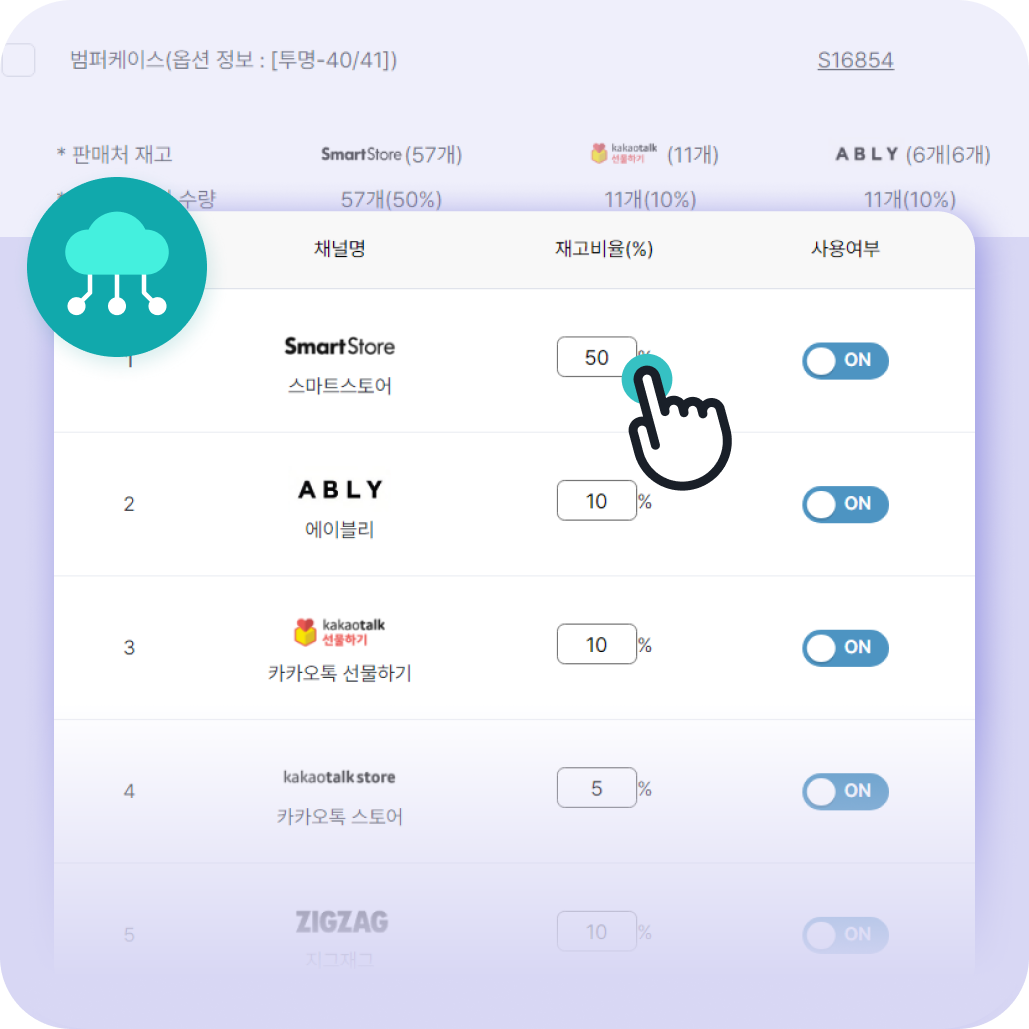 범퍼케이스(옵션 정보 : [투명-40/41]) S16854
* 판매처 재고 SmartStore (57개) kakaotalk 선물하기 (11개) ABLY (6개|6개)
* 수량 57개(50%) 11개(10%) 11개(10%)
채널명 재고비율(%) 사용여부
1 SmartStore 50 % ON
스마트스토어
2 ABLY 10 % ON
에이블리
3 kakaotalk 선물하기 10 % ON
카카오톡 선물하기
4 kakaotalk store 5 % ON
카카오톡 스토어
5 ZIGZAG 10 % ON
지그재그